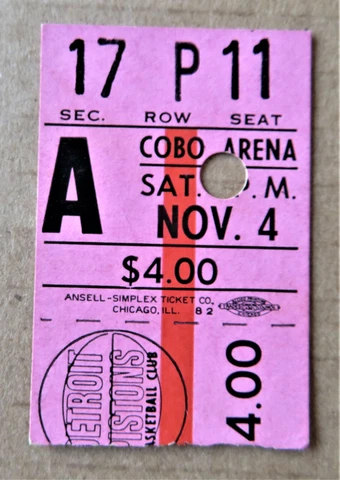 17 P 11
SEC. ROW SEAT
A
COBO ARENA
SAT. P.M.
NOV. 4
$4.00
ANSELL-SIMPLEX TICKET CO.,
CHICAGO, ILL. 82
DETROIT
PISTONS
BASKETBALL CLUB
4.00